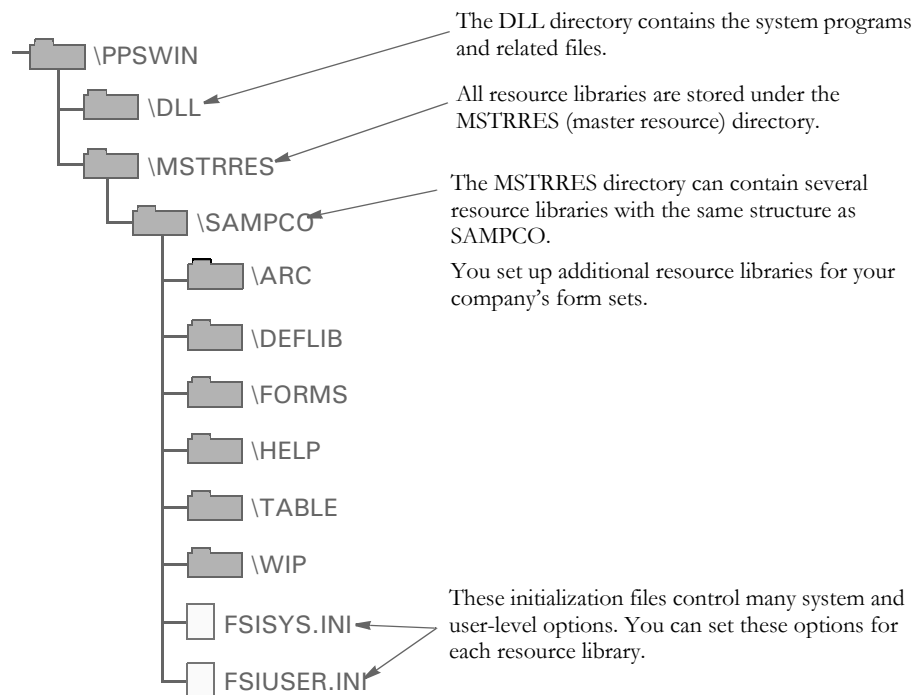 The DLL directory contains the system programs
and related files.
\PPSWIN
\DLL
All resource libraries are stored under the
MSTRRES (master resource) directory.
\MSTRRES
The MSTRRES directory can contain several
resource libraries with the same structure as
SAMPCO.
\SAMPCO
You set up additional resource libraries for your
company's form sets.
\ARC
\DEFLIB
\FORMS
\HELP
\TABLE
\WIP
These initialization files control many system and
user-level options. You can set these options for
each resource library.
FSISYS.INI
FSIUSER.INI